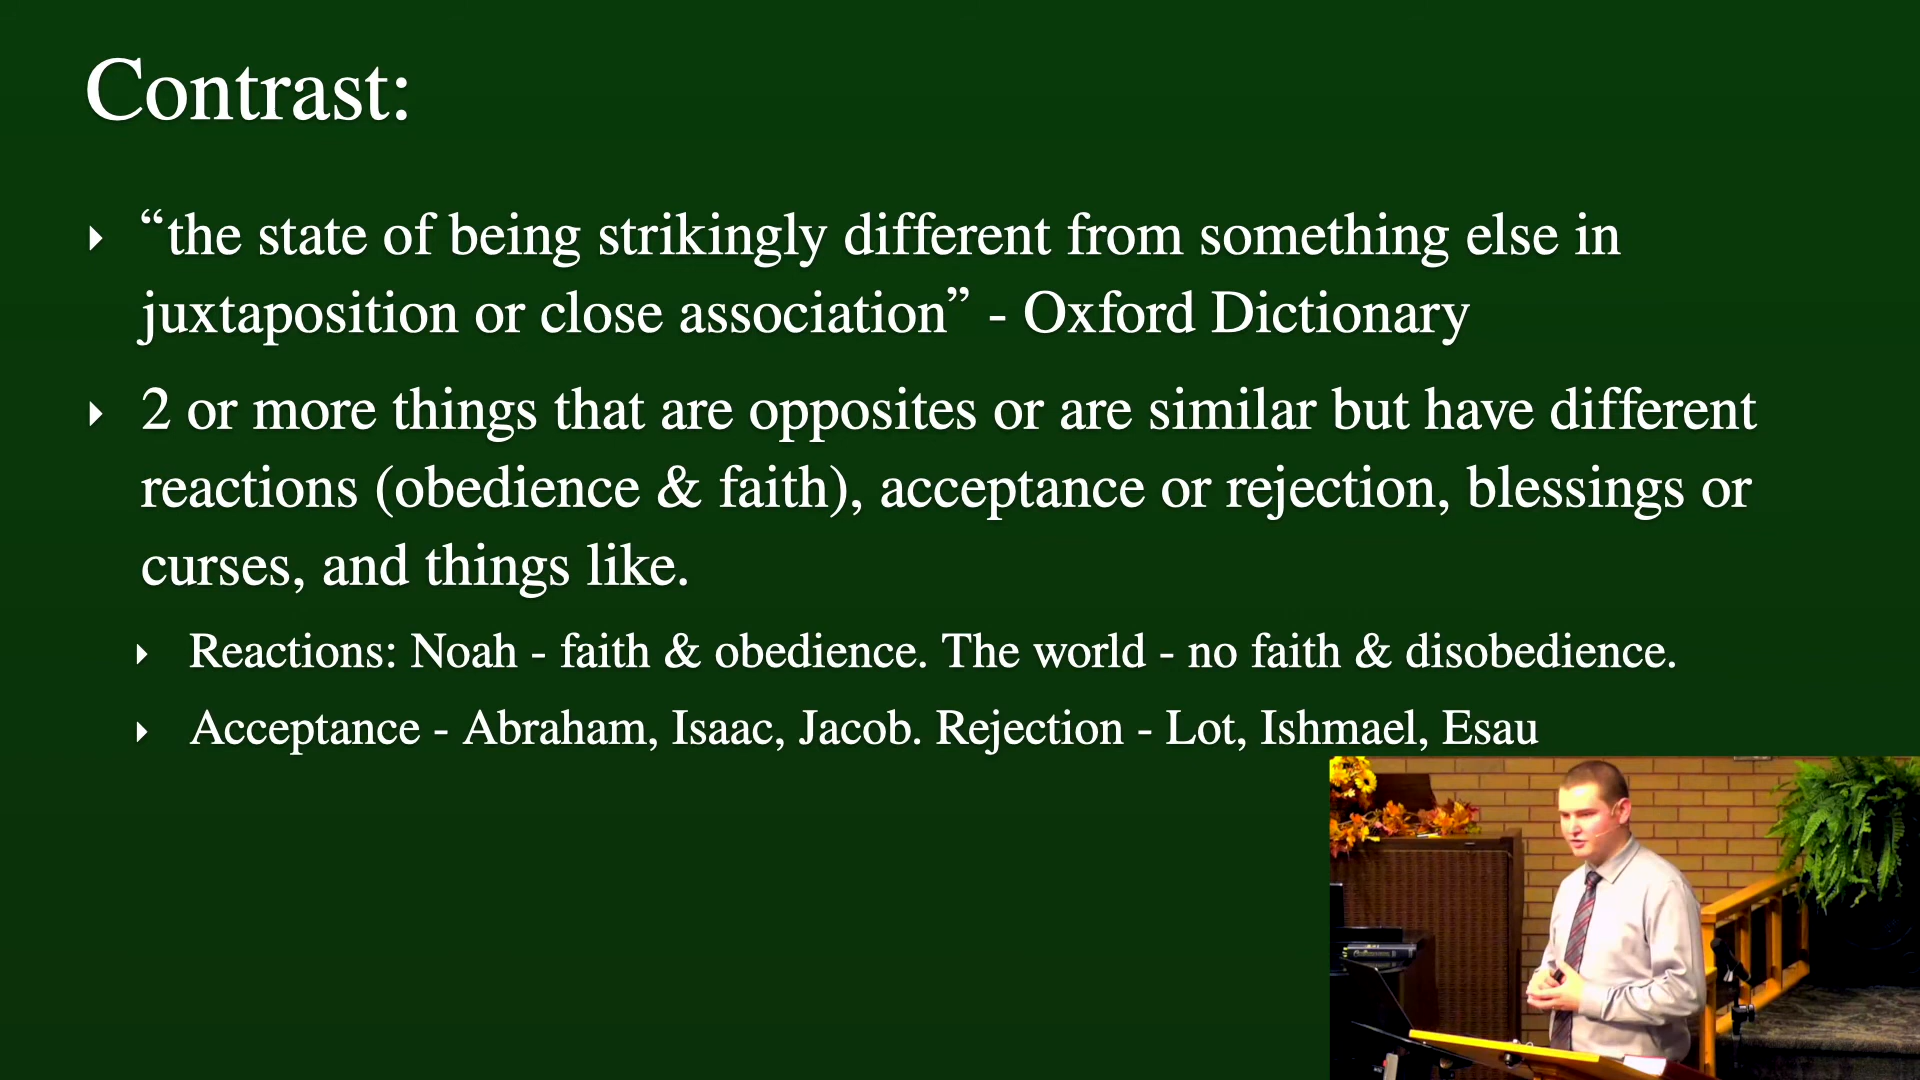 Contrast:
“the state of being strikingly different from something else in
juxtaposition or close association” - Oxford Dictionary
2 or more things that are opposites or are similar but have different
reactions (obedience & faith), acceptance or rejection, blessings or
curses, and things like.
Reactions: Noah - faith & obedience. The world - no faith & disobedience.
Acceptance - Abraham, Isaac, Jacob. Rejection - Lot, Ishmael, Esau